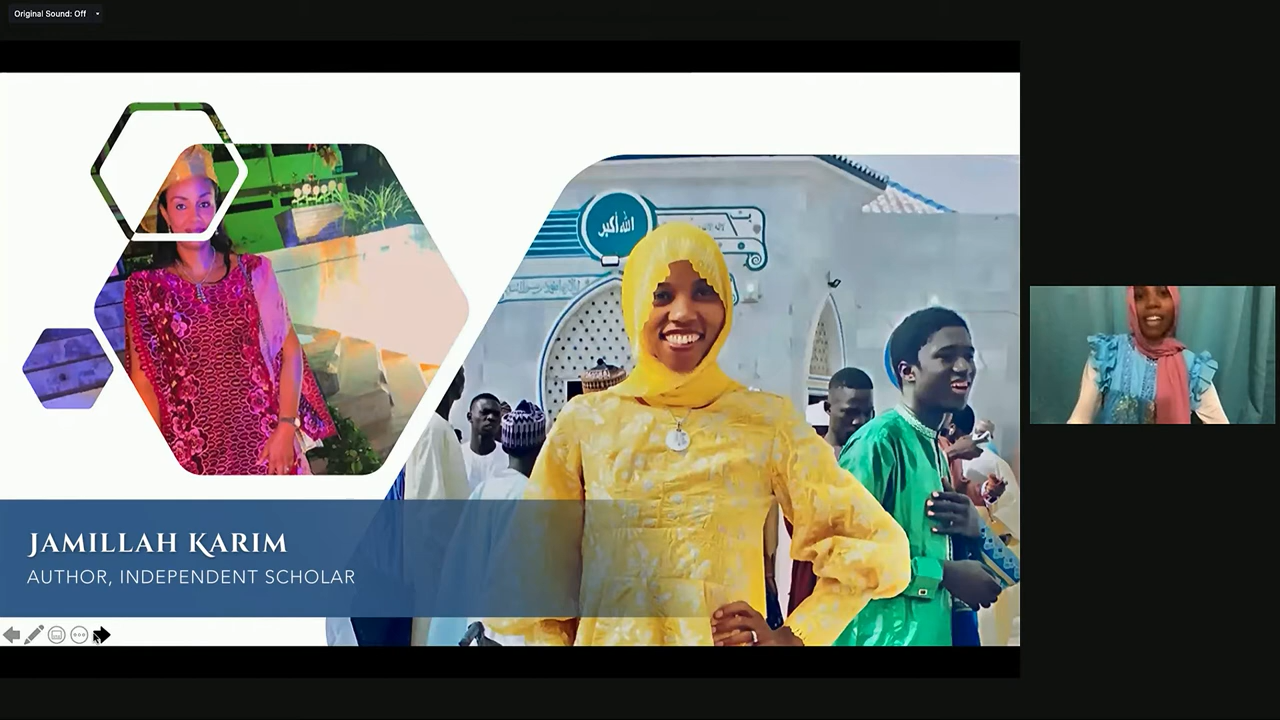 Original Sound: Off
الله أكبر
JAMILLAH KARIM
AUTHOR, INDEPENDENT SCHOLAR